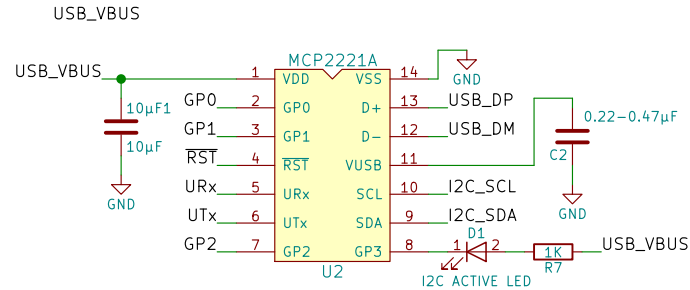 USB_VBUS
MCP2221A
USB_VBUS 1 VDD VSS 14 GND
10µF1
10µF
GND
GP0 2 GP0 D+ 13 USB_DP
GP1 3 GP1 D- 12 USB_DM
0.22-0.47µF
C2
GND
RST 4 RST VUSB 11
URx 5 URx SCL 10 I2C_SCL
UTx 6 UTx SDA 9 I2C_SDA
GP2 7 GP2 GP3 8
D1
1 2
I2C ACTIVE LED
1K
R7
USB_VBUS
U2